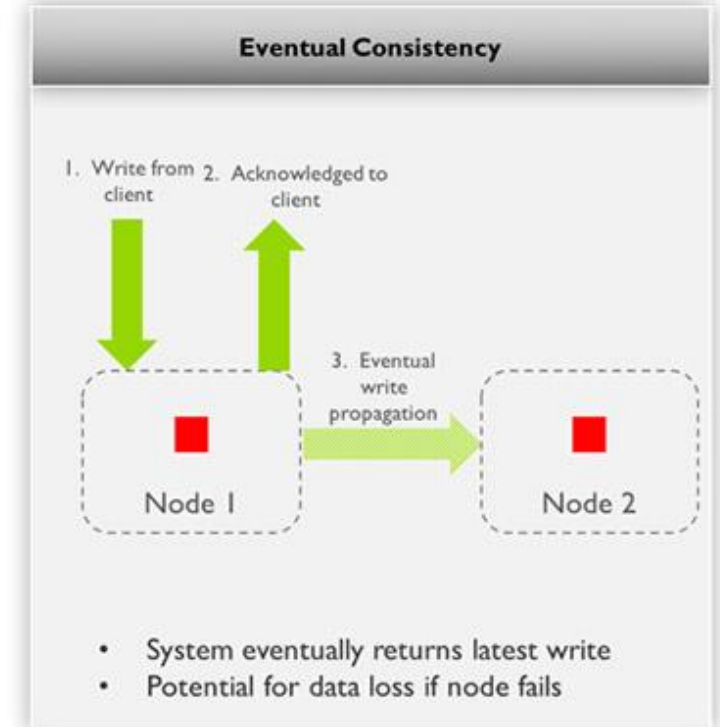 Eventual Consistency
1. Write from
client
2. Acknowledged to
client
3. Eventual
write
propagation
Node 1
Node 2
• System eventually returns latest write
• Potential for data loss if node fails